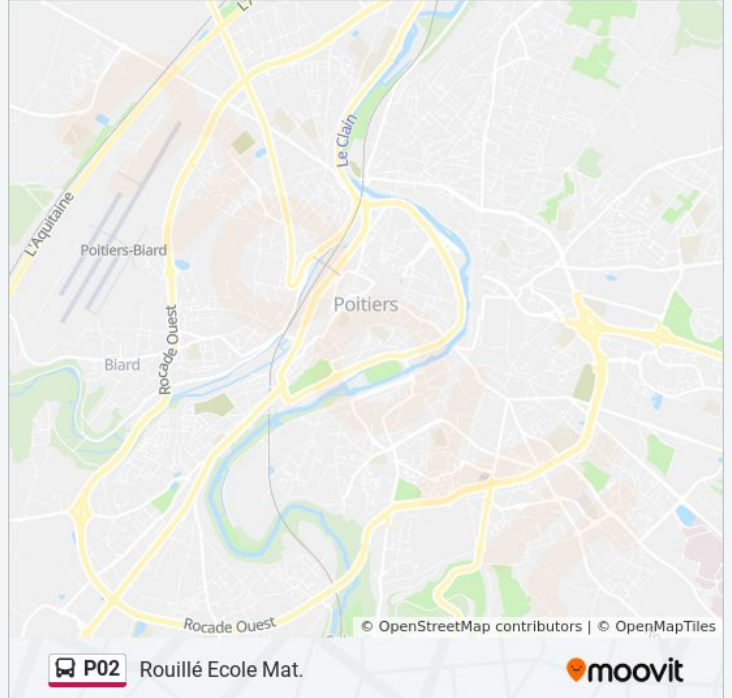 L'Aquitaine
Le Clain
Poitiers-Biard
Poitiers
Biard
Rocade Ouest
Rocade Ouest
© OpenStreetMap contributors | © OpenMapTiles
P02 Rouillé Ecole Mat.
moovit